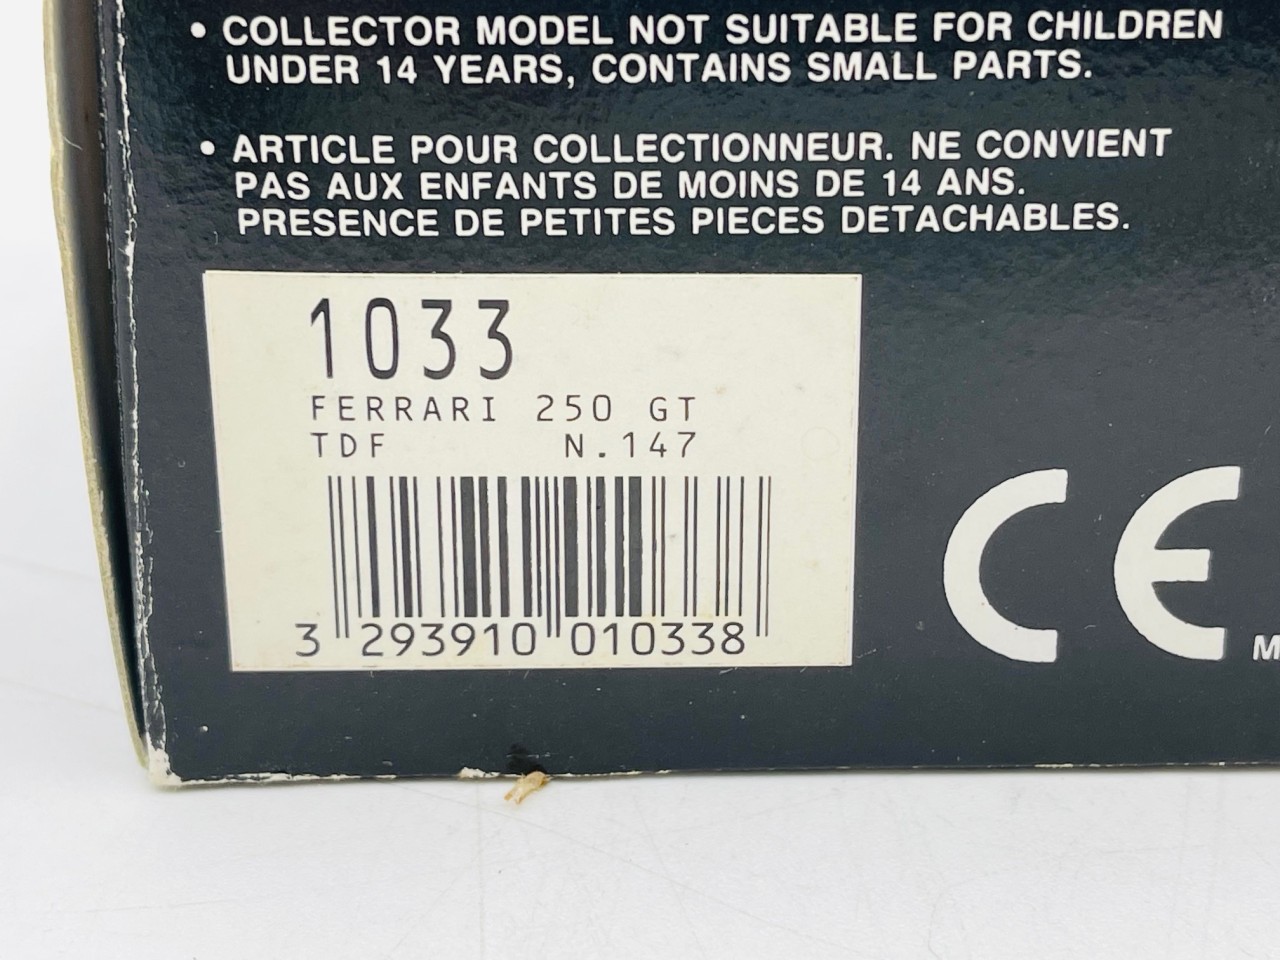 • COLLECTOR MODEL NOT SUITABLE FOR CHILDREN
UNDER 14 YEARS, CONTAINS SMALL PARTS.
• ARTICLE POUR COLLECTIONNEUR. NE CONVIENT
PAS AUX ENFANTS DE MOINS DE 14 ANS.
PRESENCE DE PETITES PIECES DETACHABLES.
1033
FERRARI 250 GT
TDF N.147
3 293910 010338
CE